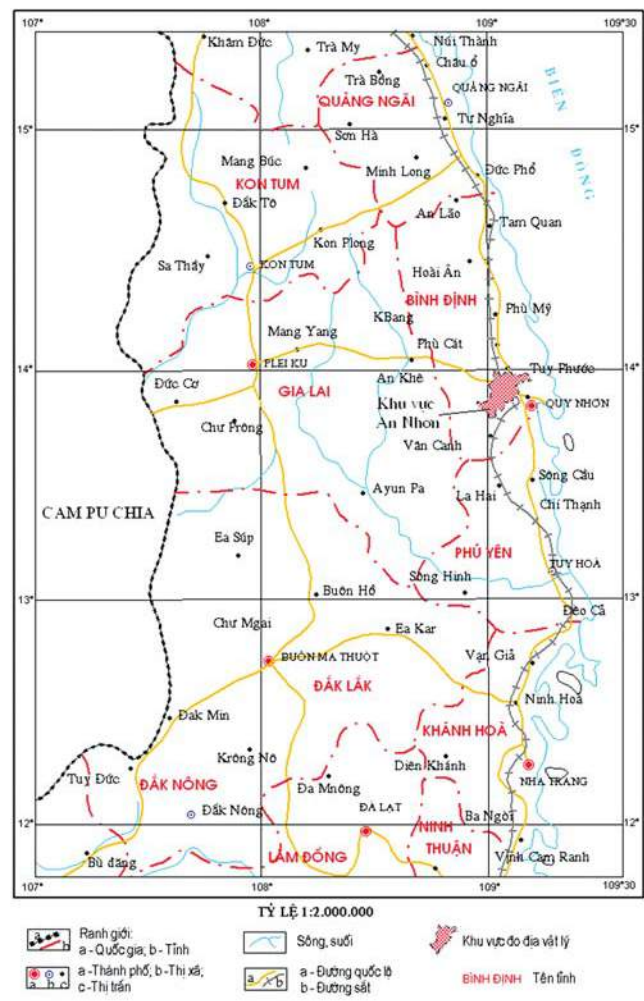 107°
108°
109°
109°30
Khâm Đức
Trà My
Núi Thành
Châu ổ
Trà Bồng
QUẢNG NGÃI
QUẢNG NGÃI
BIỂN ĐÔNG
Tư Nghĩa
15°
15°
Sơn Hà
Mang Búc
Minh Long
Đức Phổ
KON TUM
Đắk Tô
An Lão
Tam Quan
Kon Plong
Sa Thầy
KON TUM
Hoài Ân
BÌNH ĐỊNH
KBang
Phù Mỹ
Mang Yang
Phù Cát
14°
14°
PLEI KU
Tuy Phước
Đức Cơ
GIA LAI
An Khê
Khu vực
An Nhơn
QUY NHƠN
Chư Prông
Vân Canh
Sông Cầu
Ayun Pa
La Hai
Chí Thạnh
CAM PU CHIA
Ea Súp
PHÚ YÊN
TUY HOÀ
Sông Hinh
Buôn Hồ
13°
13°
Đèo Cả
Chư Mgai
Ea Kar
Vạn Giả
BUÔN MA THUỘT
ĐẮK LẮK
Ninh Hoà
Đak Min
KHÁNH HOÀ
Krông Nô
Diên Khánh
Tuy Đức
ĐẮK NÔNG
Đa Mnông
NHA TRANG
Đắk Nông
ĐÀ LẠT
Ba Ngòi
12°
12°
NINH
THUẬN
Bù đăng
LÂM ĐỒNG
Vịnh Cam Ranh
107°
108°
109°
109°30
TỶ LỆ 1:2.000.000
a
b
Ranh giới:
a - Quốc gia; b - Tỉnh
Sông, suối
Khu vực đo địa vật lý
a b c
a - Thành phố; b - Thị xã;
c - Thị trấn
a
b
a - Đường quốc lộ
b - Đường sắt
BÌNH ĐỊNH
Tên tỉnh